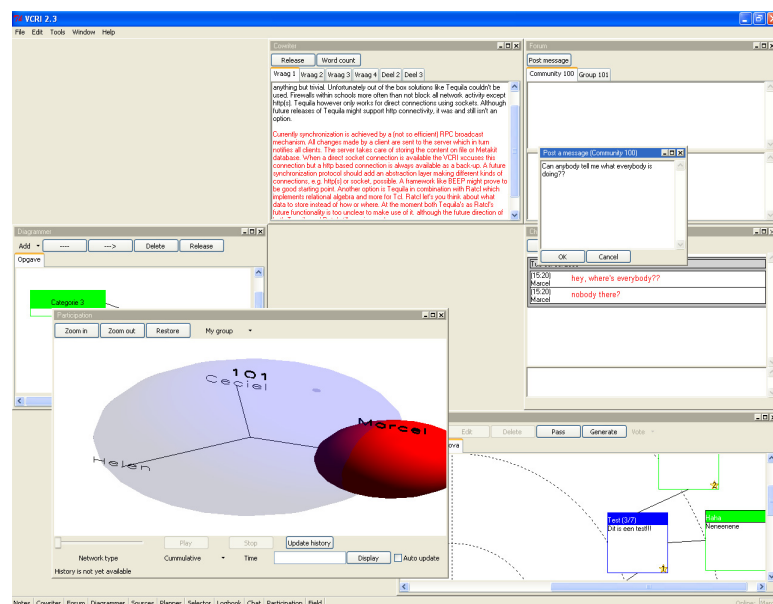 VCRI 2.3
File Edit Tools Window Help
Cowriter
Release Word count
Vraag 1 Vraag 2 Vraag 3 Vraag 4 Deel 2 Deel 3
anything but trivial. Unfortunately out of the box solutions like Tequila couldn't be
used. Firewalls within schools more often than not block all network activity except
http(s). Tequila however only works for direct connections using sockets. Although
future releases of Tequila might support http connectivity, it was and still isn't an
option.
Currently synchronization is achieved by a (not so efficient) RPC broadcast
mechanism. All changes made by a client are sent to the server which in turn
notifies all clients. The server takes care of storing the content on file or Metakit
database. When a direct socket connection is available the VCRI xccuses this
connection but a http based connection is always available as a back-up. A future
synchronization protocol should add an abstraction layer making different kinds of
connections, e.g. http(s) or socket, possible. A framework like BEEP might prove to
be good starting point. Another option is Tequila in combination with Ratcl which
implements relational algebra and more for Tcl. Ratcl let's you think about what
data to store instead of how or where. At the moment both Tequila's as Ratcl's
future functionality is too unclear to make use of it. although the future direction of
Forum
Post message
Community 100 Group 101
Post a message (Community 100)
Can anybody tell me what everybody is
doing??
OK Cancel
[15:20] hey, where's everybody??
Marcel
[15:20] nobody there?
Marcel
Diagrammer
Add ---- ---> Delete Release
Opgave
Categorie 3
Participation
Zoom in Zoom out Restore My group
101
Ceciel
Marcel
Helen
Play Stop Update history
Network type Cummulative Time Display Auto update
History is not yet available
Edit Delete Pass Generate Vote
ova
2
Test (3/7)
Dit is een test!!!
1
Haha
Neneenene
Notes Cowriter Forum Diagrammer Sources Planner Selector Logbook Chat Participation Field Online